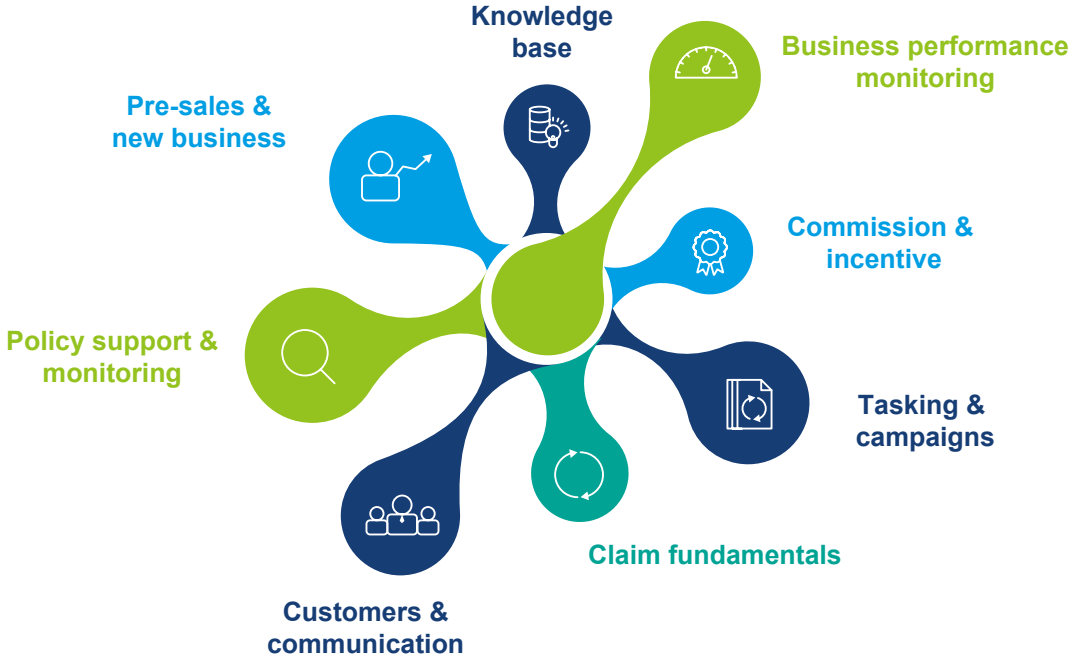 Knowledge
base
Business performance
monitoring
Pre-sales &
new business
Commission &
incentive
Policy support &
monitoring
Tasking &
campaigns
Claim fundamentals
Customers &
communication